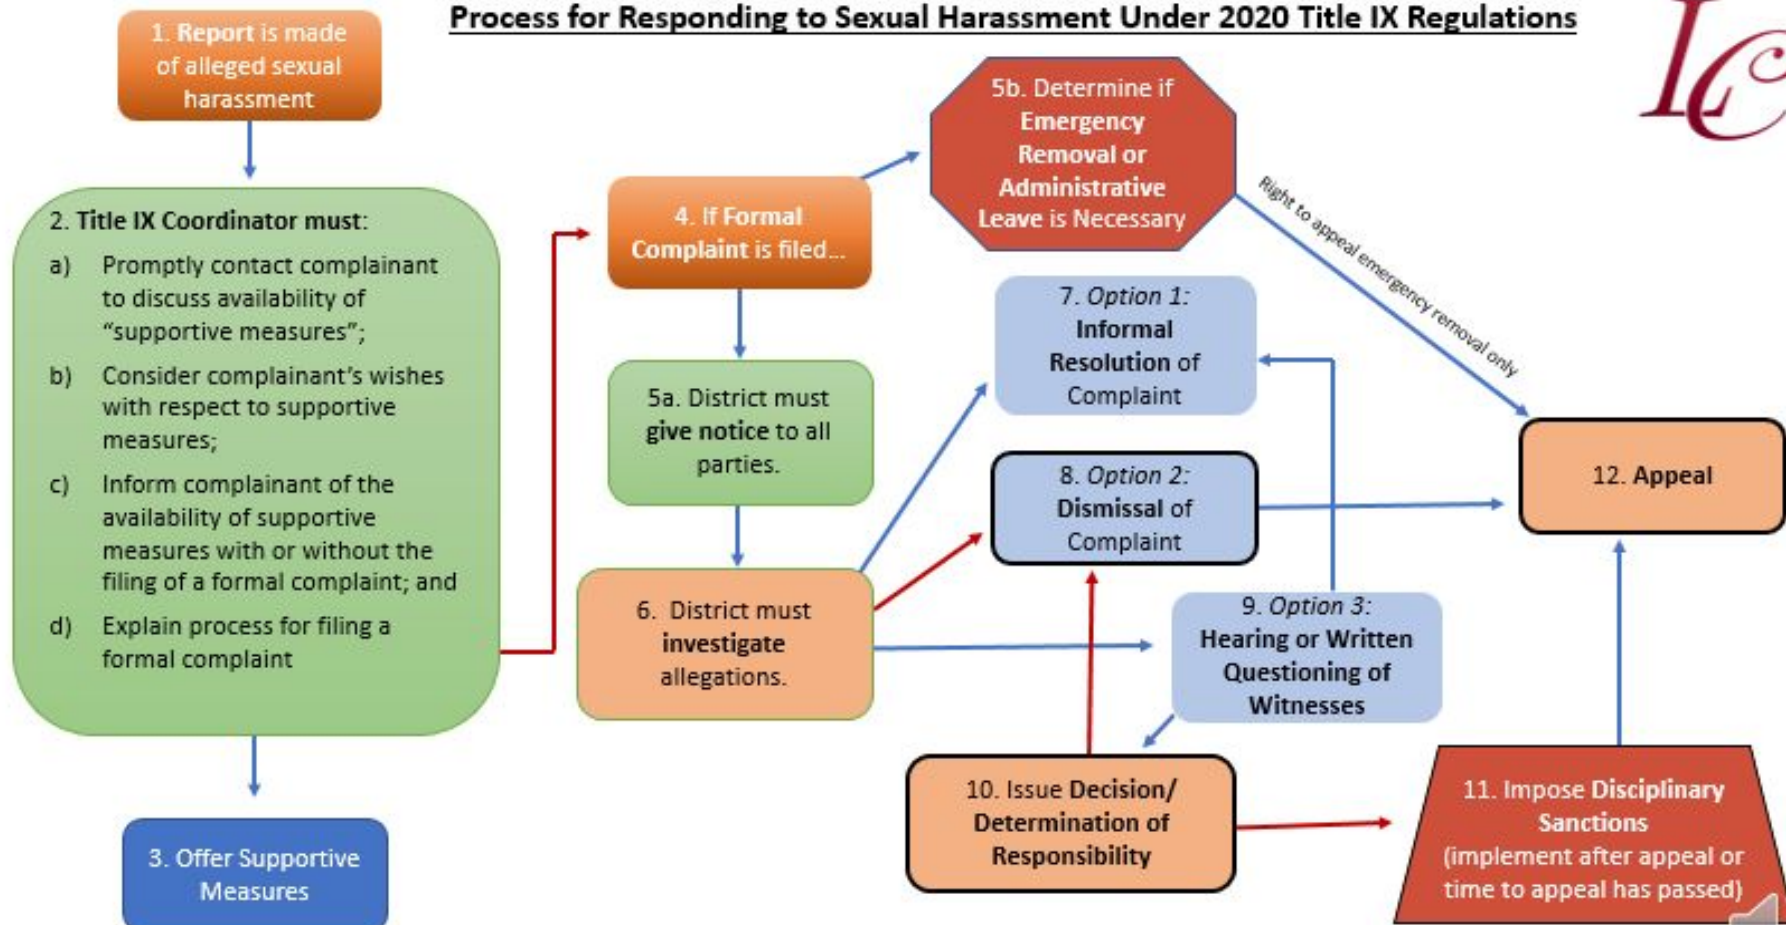 Process for Responding to Sexual Harassment Under 2020 Title IX Regulations
LCC
1. Report is made
of alleged sexual
harassment
2. Title IX Coordinator must:
a) Promptly contact complainant
to discuss availability of
“supportive measures”;
b) Consider complainant’s wishes
with respect to supportive
measures;
c) Inform complainant of the
availability of supportive
measures with or without the
filing of a formal complaint; and
d) Explain process for filing a
formal complaint
3. Offer Supportive
Measures
4. If Formal
Complaint is filed...
5a. District must
give notice to all
parties.
5b. Determine if
Emergency
Removal or
Administrative
Leave is Necessary
Right to appeal emergency removal only
6. District must
investigate
allegations.
7. Option 1:
Informal
Resolution of
Complaint
8. Option 2:
Dismissal of
Complaint
9. Option 3:
Hearing or Written
Questioning of
Witnesses
10. Issue Decision/
Determination of
Responsibility
11. Impose Disciplinary
Sanctions
(implement after appeal or
time to appeal has passed)
12. Appeal